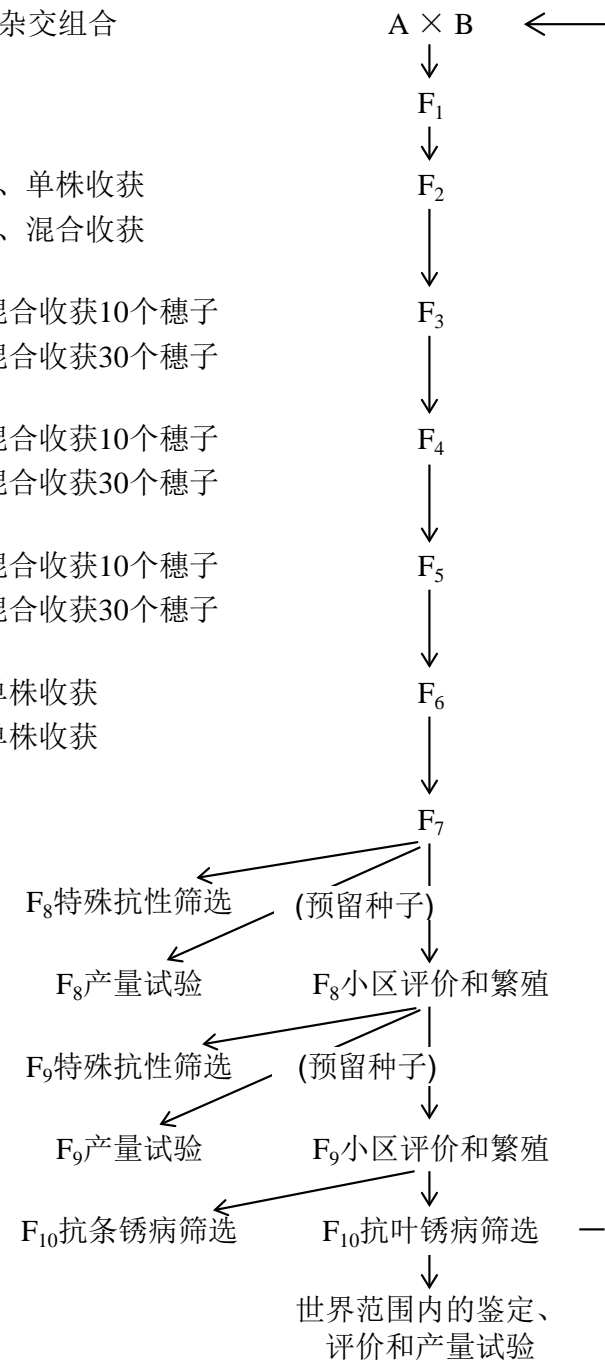 杂交组合 A × B
F₁
、单株收获 F₂
、混合收获
混合收获10个穗子 F₃
混合收获30个穗子
混合收获10个穗子 F₄
混合收获30个穗子
混合收获10个穗子 F₅
混合收获30个穗子
单株收获 F₆
单株收获
F₇
F₈特殊抗性筛选 (预留种子)
F₈产量试验 F₈小区评价和繁殖
F₉特殊抗性筛选 (预留种子)
F₉产量试验 F₉小区评价和繁殖
F₁₀抗条锈病筛选 F₁₀抗叶锈病筛选
世界范围内的鉴定、
评价和产量试验